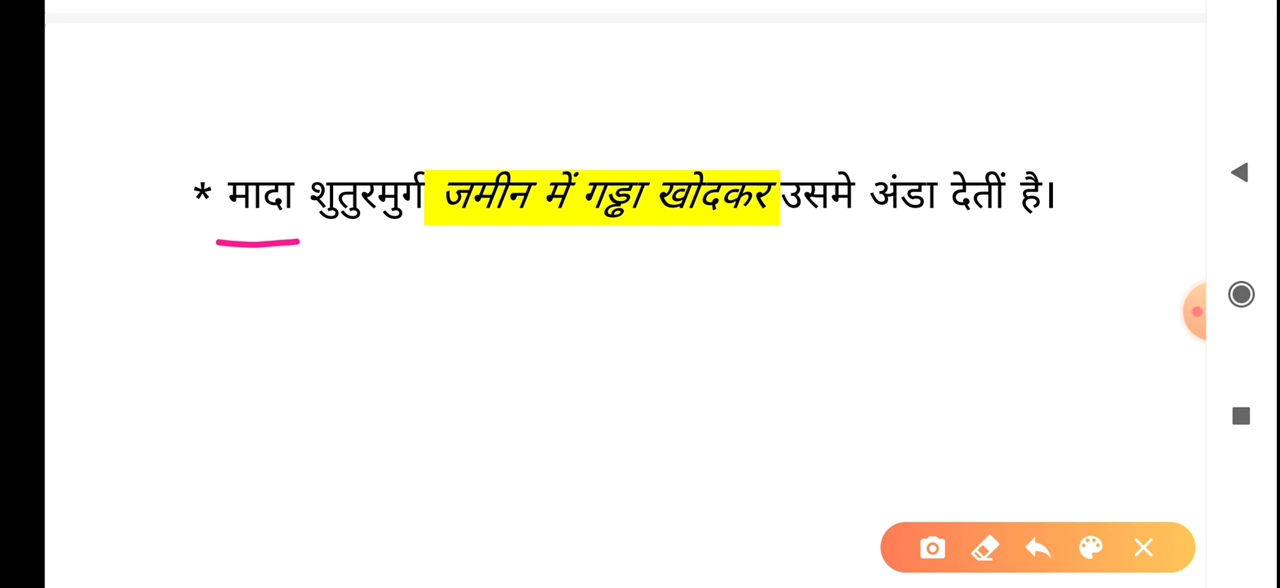 * मादा शुतुरमुर्ग जमीन में गड्ढा खोदकर उसमे अंडा देतीं है।